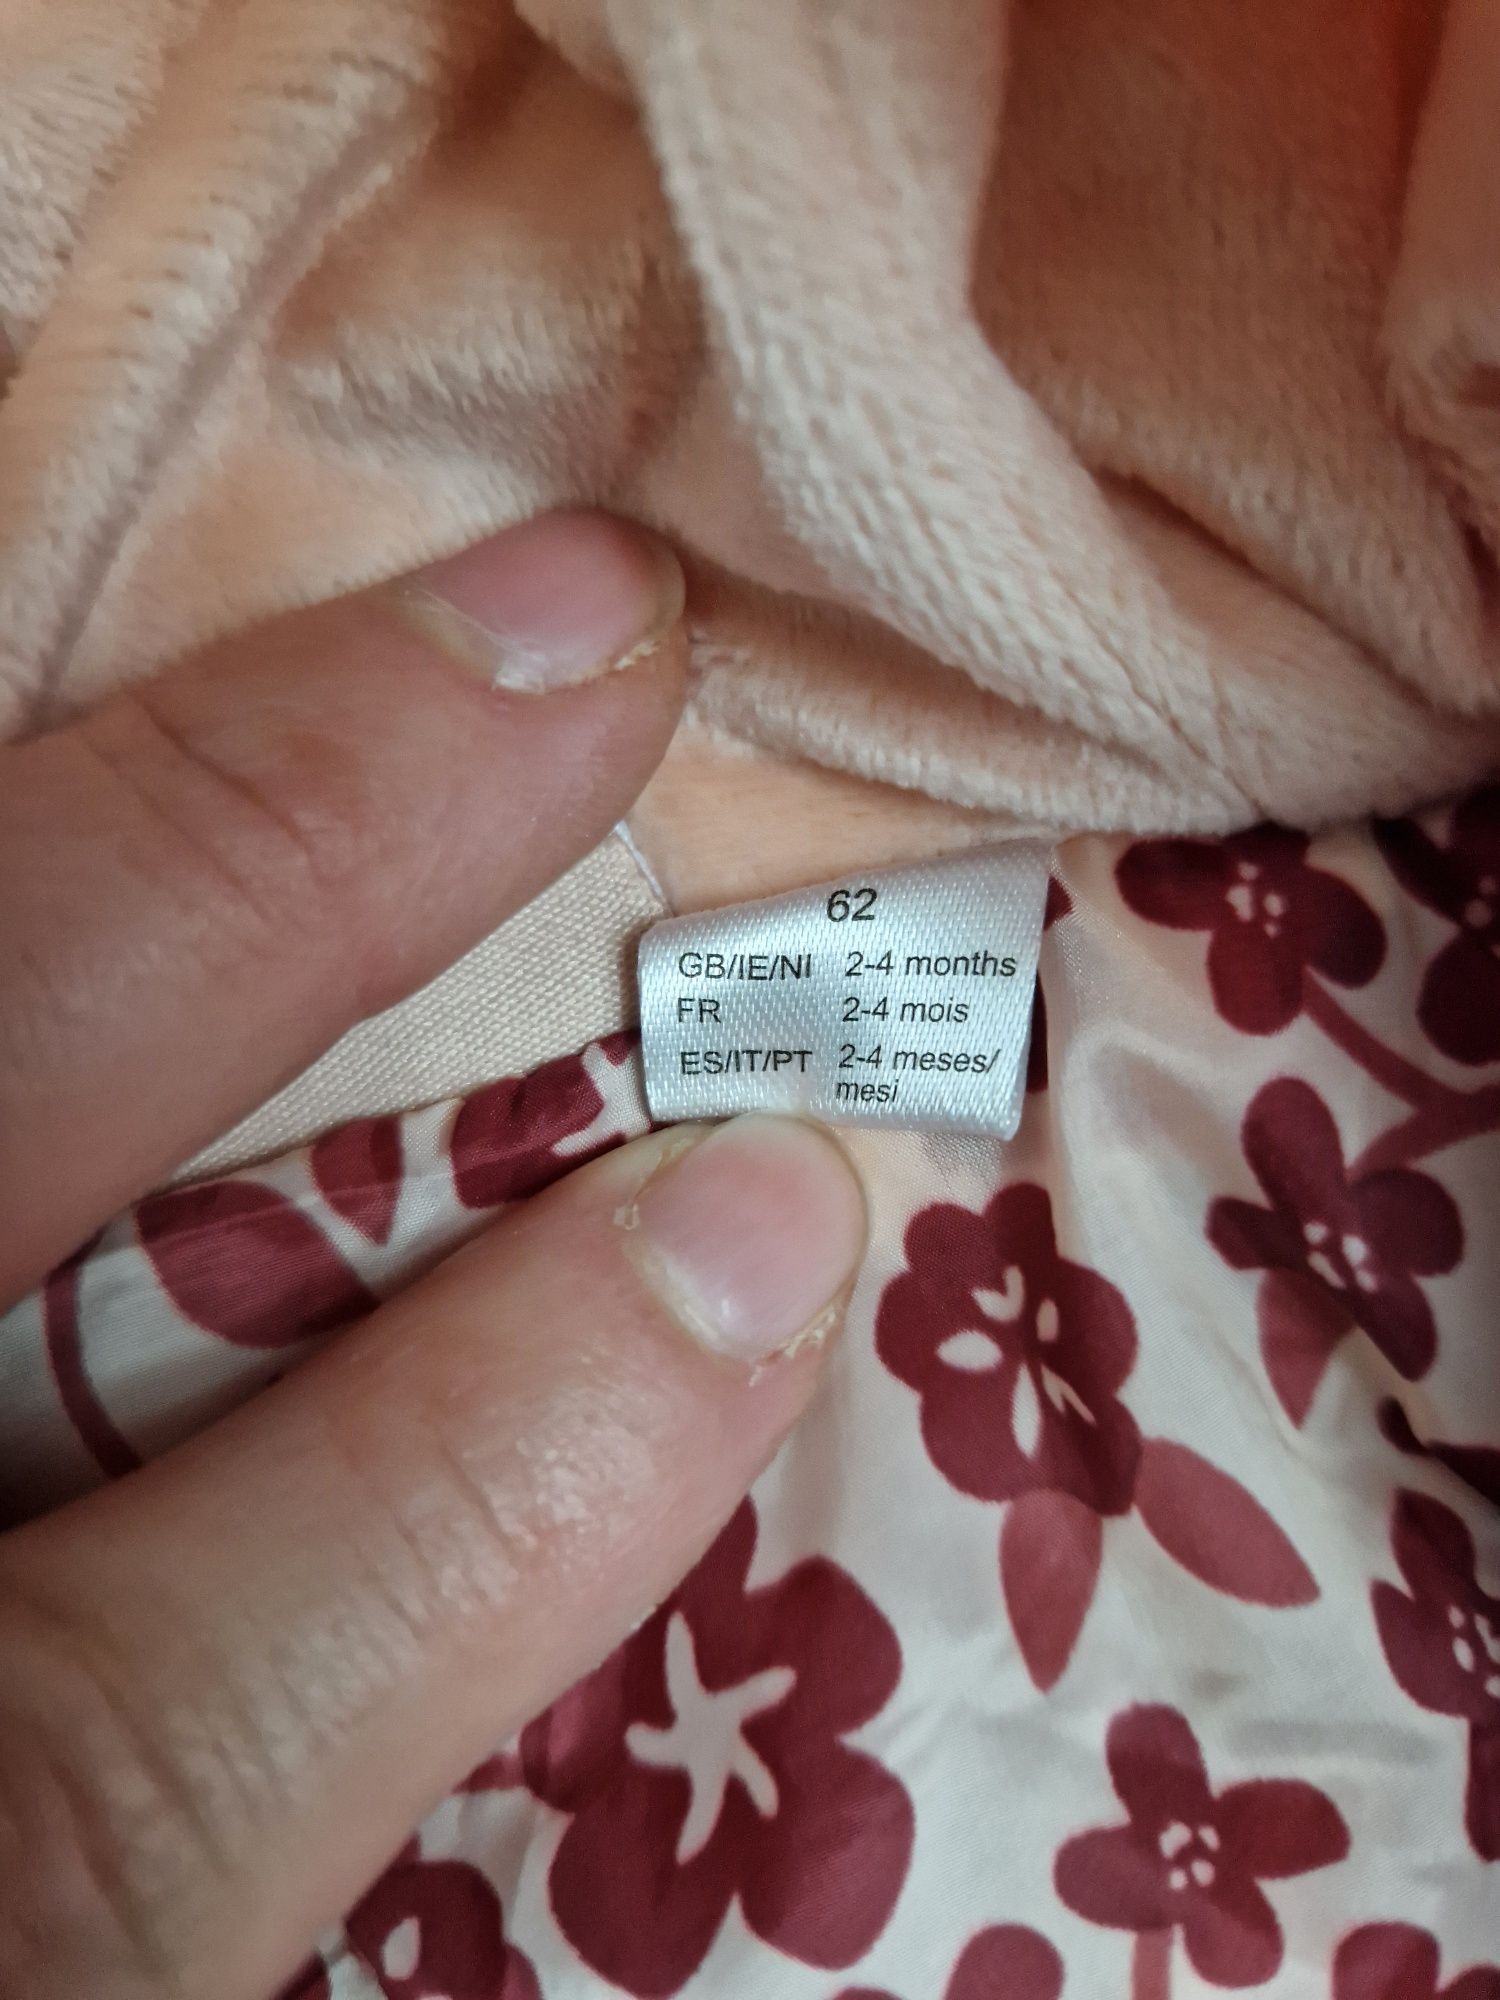 62
GB/IE/NI 2-4 months
FR 2-4 mois
ES/IT/PT 2-4 meses/
mesi